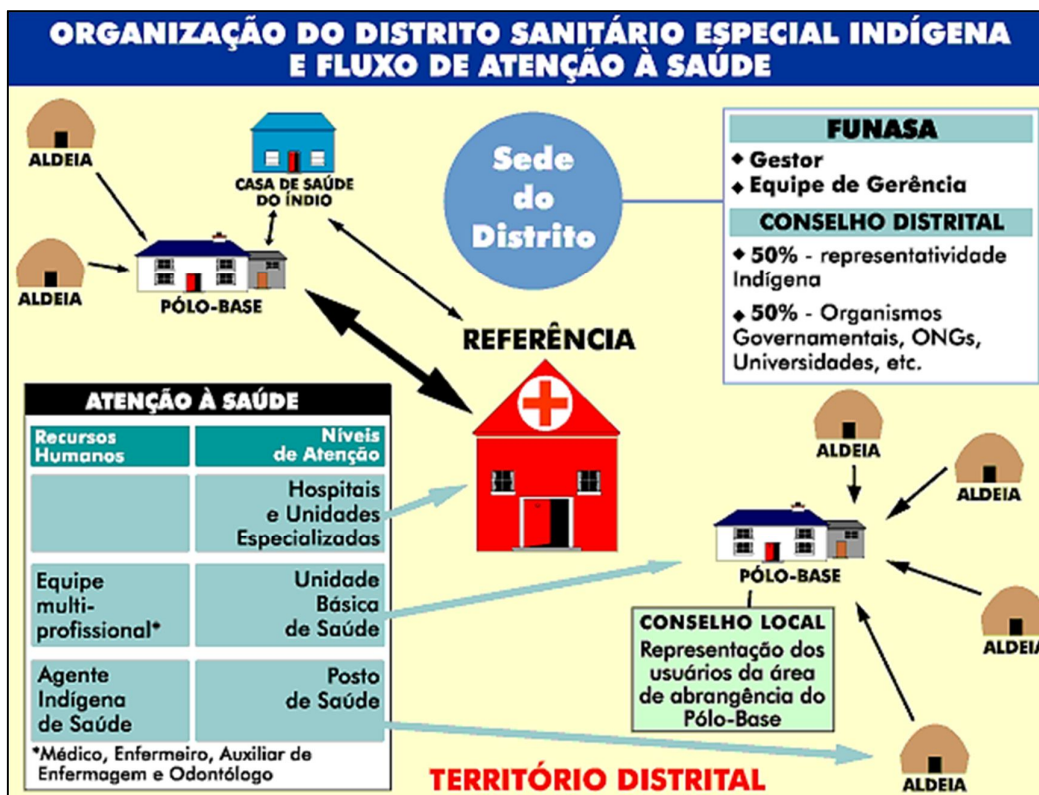 ORGANIZAÇÃO DO DISTRITO SANITÁRIO ESPECIAL INDÍGENA
E FLUXO DE ATENÇÃO À SAÚDE
ALDEIA
CASA DE SAÚDE
DO ÍNDIO
ALDEIA
PÓLO-BASE
Sede
do
Distrito
FUNASA
◆ Gestor
◆ Equipe de Gerência
CONSELHO DISTRITAL
◆ 50% - representatividade
Indígena
◆ 50% - Organismos
Governamentais, ONGs,
Universidades, etc.
REFERÊNCIA
ATENÇÃO À SAÚDE
Recursos
Humanos
Níveis
de Atenção
Hospitais
e Unidades
Especializadas
Equipe
multi-
profissional*
Unidade
Básica
de Saúde
Agente
Indígena
de Saúde
Posto
de Saúde
*Médico, Enfermeiro, Auxiliar de
Enfermagem e Odontólogo
ALDEIA
ALDEIA
PÓLO-BASE
ALDEIA
CONSELHO LOCAL
Representação dos
usuários da área
de abrangência do
Pólo-Base
ALDEIA
TERRITÓRIO DISTRITAL